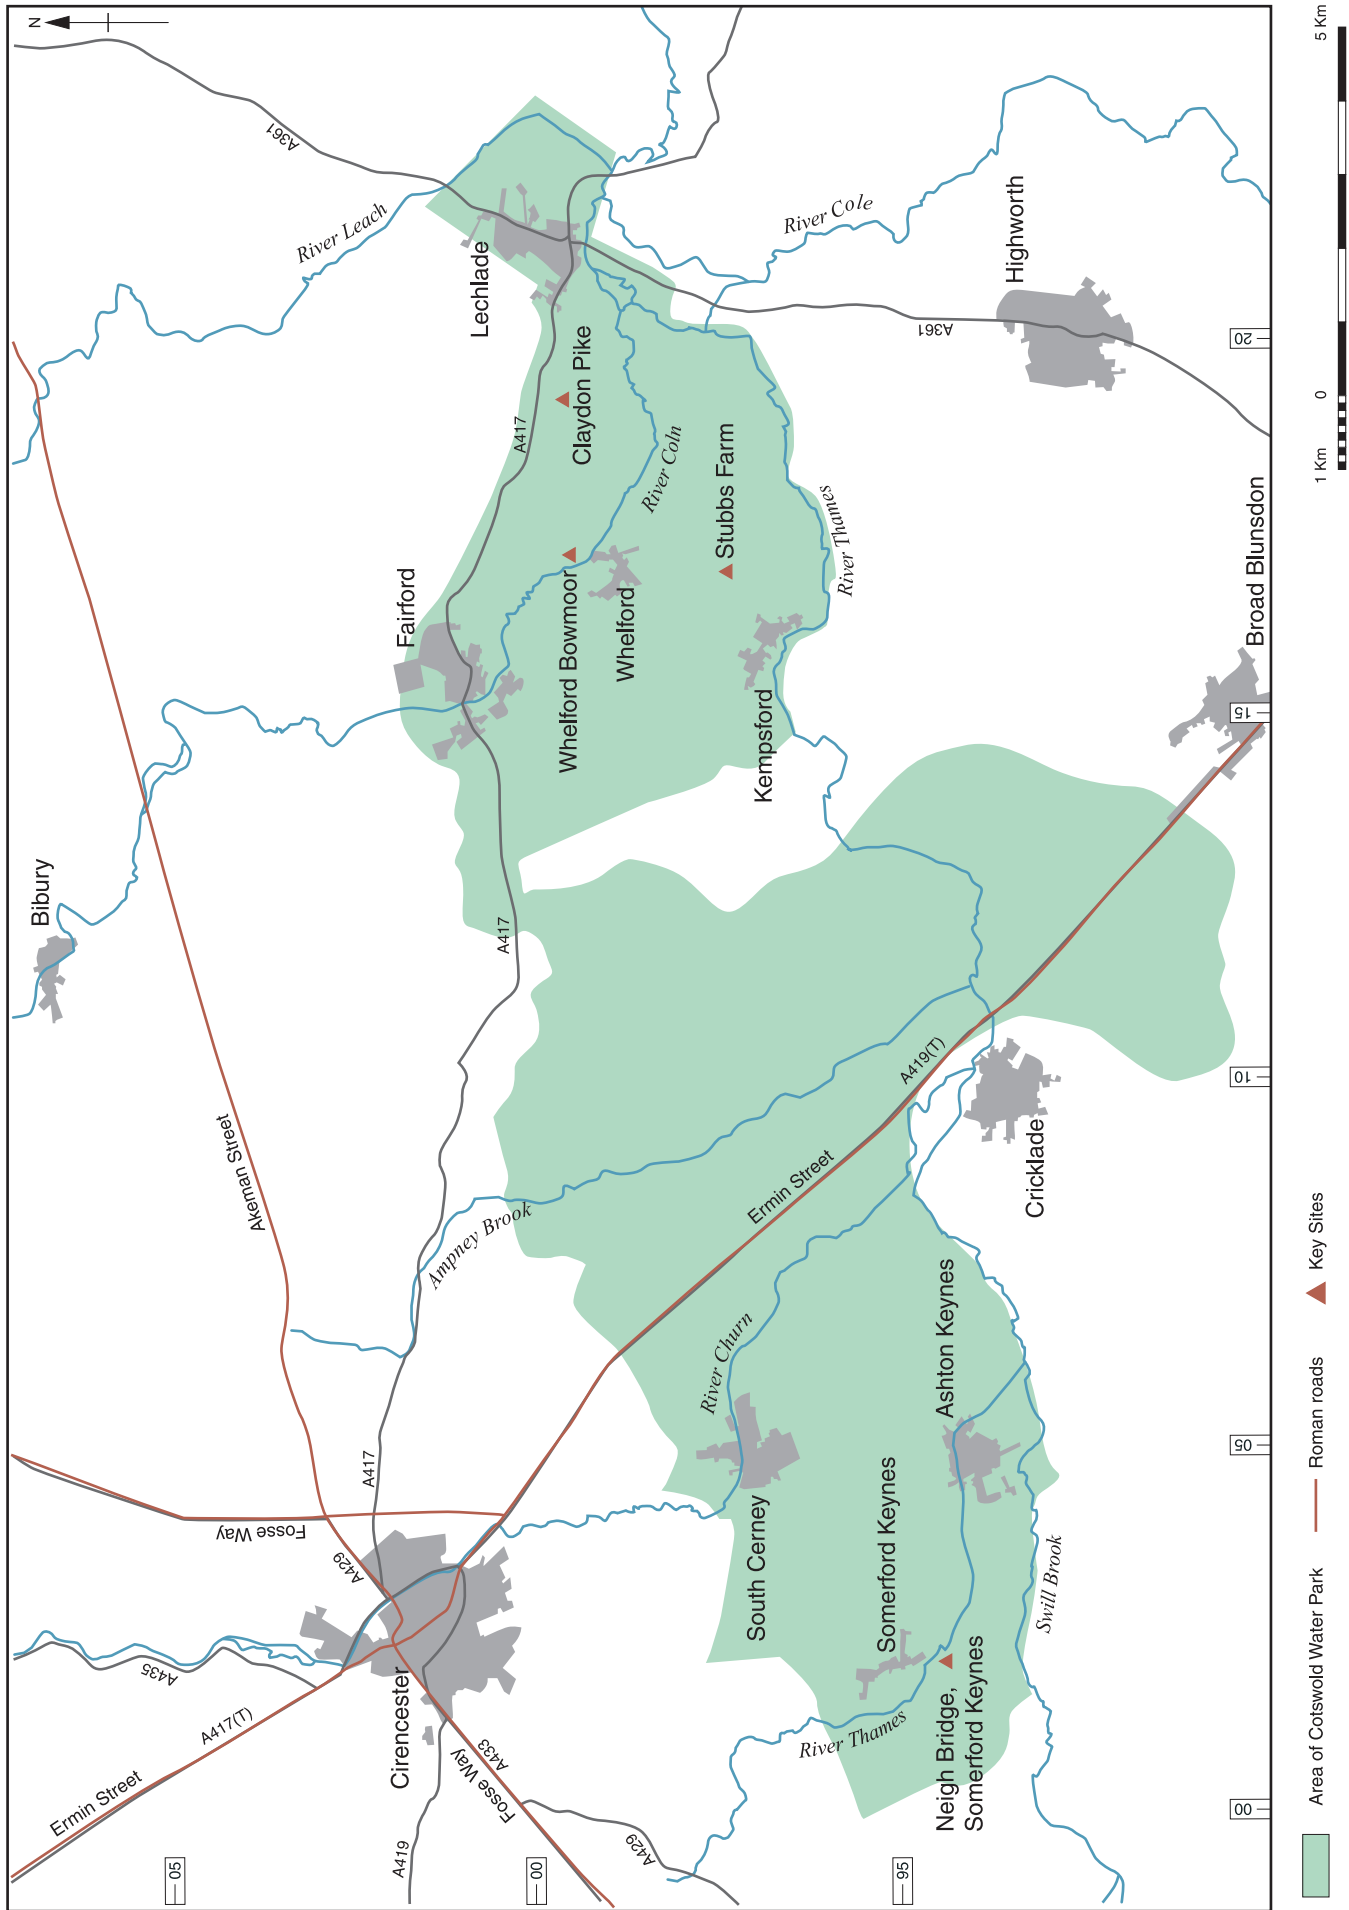 N
Bibury
Akeman Street
Fosse Way
A429
A435
A417(T)
Ermin Street
Cirencester
A419
Fosse Way
A433
A429
A417
Ampney Brook
A417
Fairford
A417
Lechlade
River Leach
A361
Claydon Pike
River Coln
Whelford Bowmoor
Whelford
Stubbs Farm
Kempsford
River Thames
River Cole
Highworth
A361
Broad Blunsdon
A419(T)
Ermin Street
Cricklade
River Churn
South Cerney
Ashton Keynes
Somerford Keynes
Neigh Bridge,
Somerford Keynes
River Thames
Swill Brook
05
00
95
00
05
10
15
20
Area of Cotswold Water Park
Roman roads
Key Sites
1 Km
0
5 Km